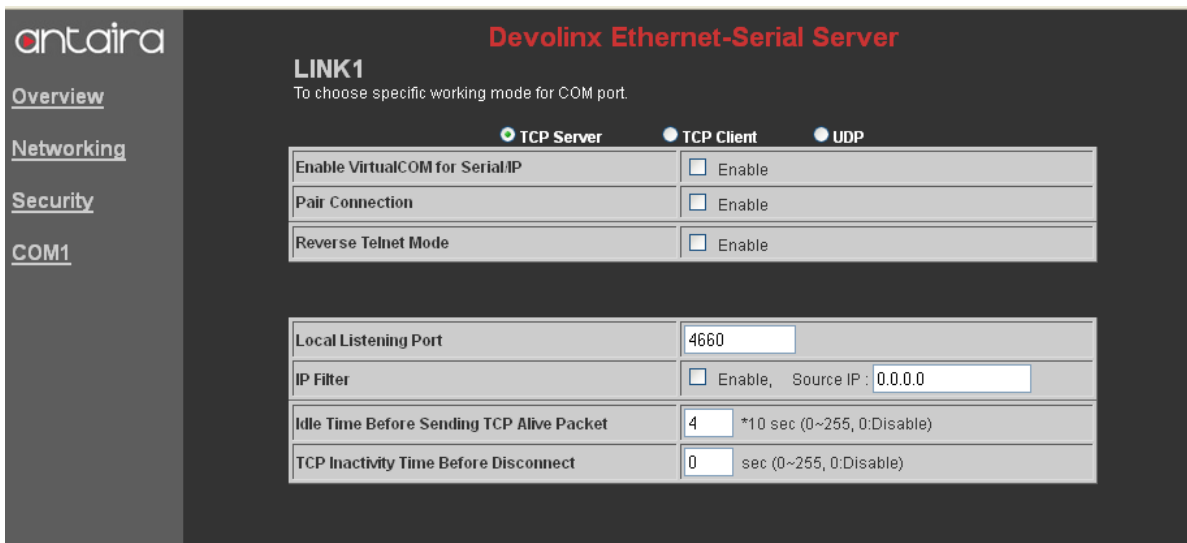 antaira
Devolinx Ethernet-Serial Server
Overview
Networking
Security
COM1
LINK1
To choose specific working mode for COM port.
TCP Server TCP Client UDP
Enable VirtualCOM for Serial/IP Enable
Pair Connection Enable
Reverse Telnet Mode Enable
Local Listening Port 4660
IP Filter Enable, Source IP : 0.0.0.0
Idle Time Before Sending TCP Alive Packet 4 *10 sec (0~255, 0:Disable)
TCP Inactivity Time Before Disconnect 0 sec (0~255, 0:Disable)